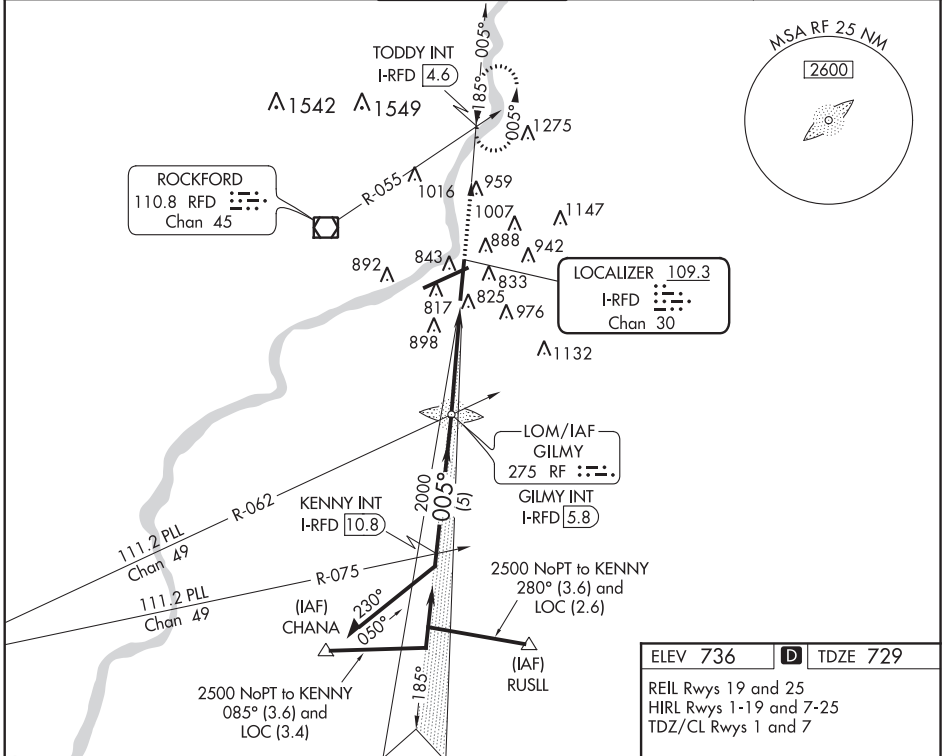 MSA RF 25 NM
2600
TODDY INT
I-RFD 4.6
185°
005°
005°
1542
1549
1275
ROCKFORD
110.8 RFD
Chan 45
R-055
1016
959
1007
1147
888
942
892
843
833
817
825
976
898
1132
LOCALIZER 109.3
I-RFD
Chan 30
LOM/IAF
GILMY
275 RF
GILMY INT
I-RFD 5.8
2000
005°
(5)
KENNY INT
I-RFD 10.8
R-062
111.2 PLL
Chan 49
R-075
111.2 PLL
Chan 49
2500 NoPT to KENNY
280° (3.6) and
LOC (2.6)
(IAF)
CHANA
230°
050°
(IAF)
RUSLL
185°
2500 NoPT to KENNY
085° (3.6) and
LOC (3.4)
ELEV 736 D TDZE 729
REIL Rwys 19 and 25
HIRL Rwys 1-19 and 7-25
TDZ/CL Rwys 1 and 7